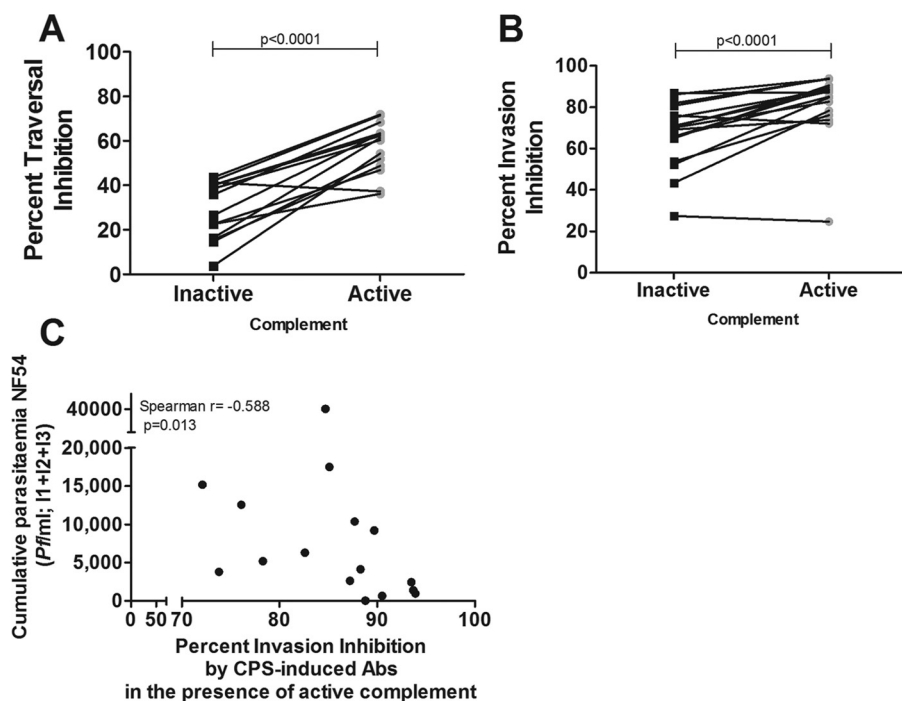 A
p<0.0001
Percent Traversal
Inhibition
100
80
60
40
20
0
Inactive
Active
Complement
B
p<0.0001
Percent Invasion
Inhibition
100
80
60
40
20
0
Inactive
Active
Complement
C
Cumulative parasitaemia NF54
(Pf/ml; I1+I2+I3)
Spearman r= -0.588
p=0.013
40000
20,000
15,000
10,000
5,000
0
0 50 70 80 90 100
Percent Invasion Inhibition
by CPS-induced Abs
in the presence of active complement